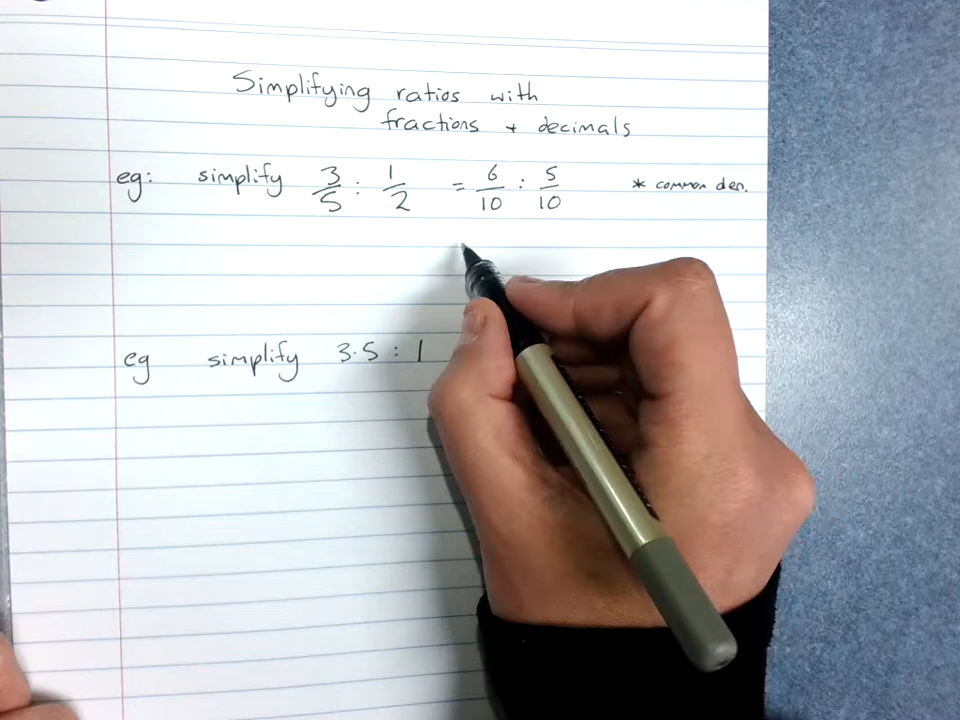 Simplifying ratios with
fractions + decimals
eg: simplify 3/5 : 1/2 = 6/10 : 5/10 * common den.
eg simplify 3.5 : 1